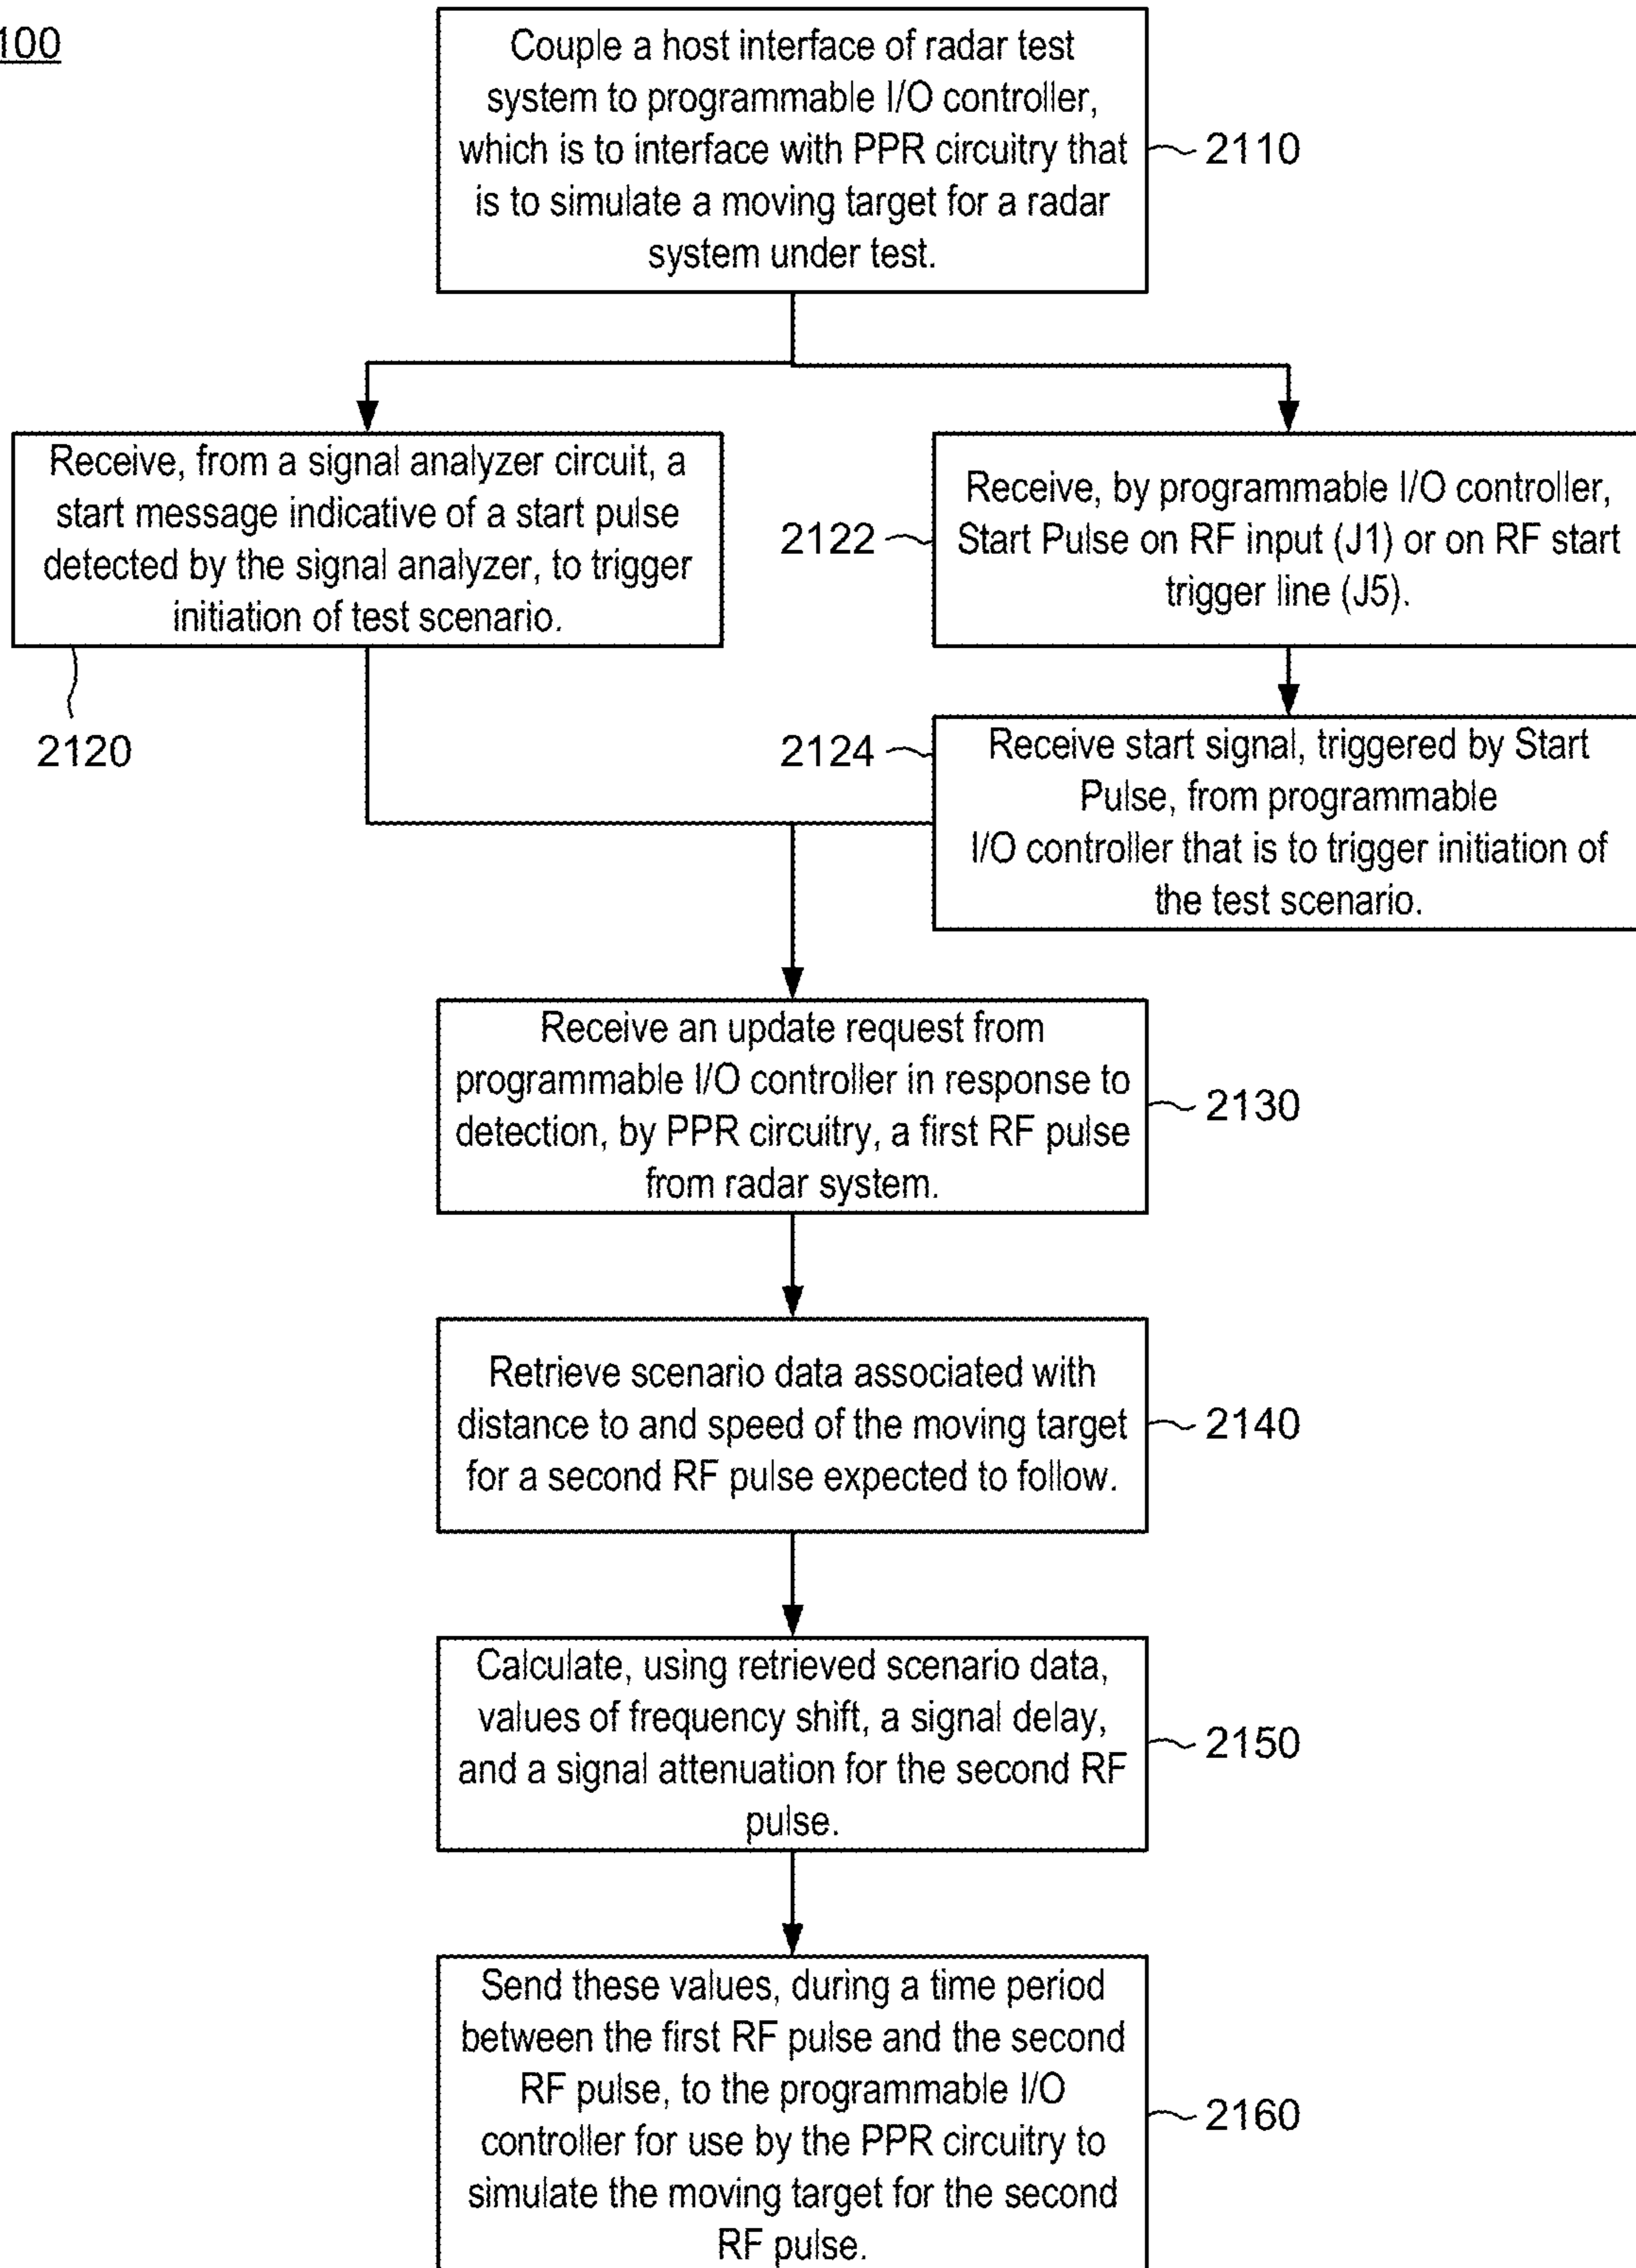 100
Couple a host interface of radar test
system to programmable I/O controller,
which is to interface with PPR circuitry that
is to simulate a moving target for a radar
system under test.
2110
Receive, from a signal analyzer circuit, a
start message indicative of a start pulse
detected by the signal analyzer, to trigger
initiation of test scenario.
2120
Receive, by programmable I/O controller,
Start Pulse on RF input (J1) or on RF start
trigger line (J5).
2122
Receive start signal, triggered by Start
Pulse, from programmable
I/O controller that is to trigger initiation of
the test scenario.
2124
Receive an update request from
programmable I/O controller in response to
detection, by PPR circuitry, a first RF pulse
from radar system.
2130
Retrieve scenario data associated with
distance to and speed of the moving target
for a second RF pulse expected to follow.
2140
Calculate, using retrieved scenario data,
values of frequency shift, a signal delay,
and a signal attenuation for the second RF
pulse.
2150
Send these values, during a time period
between the first RF pulse and the second
RF pulse, to the programmable I/O
controller for use by the PPR circuitry to
simulate the moving target for the second
RF pulse.
2160